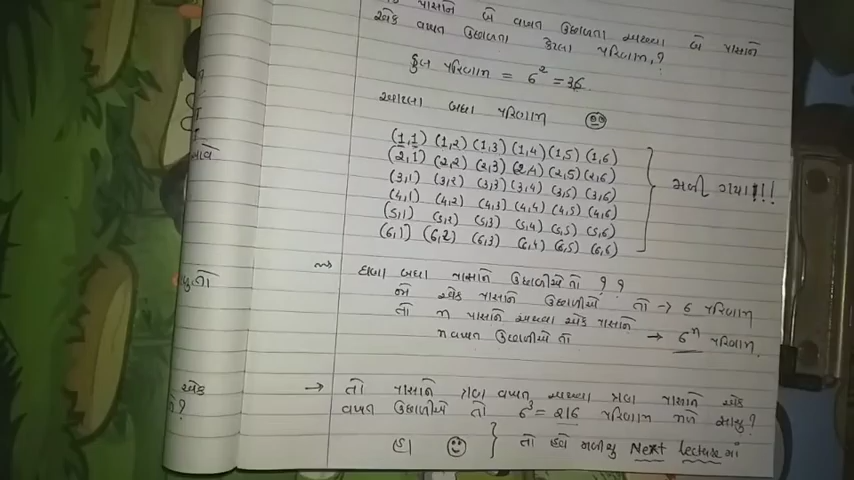 પાસાને બે વખત ઉછાળતા અથવા બે પાસાને
એક વખત ઉછાળતા કેટલા પરિણામ,?
કુલ પરિણામ = 6² = 36
આટલા બધા પરિણામ
(1,1) (1,2) (1,3) (1,4) (1,5) (1,6)
(2,1) (2,2) (2,3) (2,4) (2,5) (2,6)
(3,1) (3,2) (3,3) (3,4) (3,5) (3,6)
(4,1) (4,2) (4,3) (4,4) (4,5) (4,6)
(5,1) (5,2) (5,3) (5,4) (5,5) (5,6)
(6,1) (6,2) (6,3) (6,4) (6,5) (6,6)
મળી ગયા!!!
ઘણા બધા પાસાને ઉછાળીએ તો ? ?
જો એક પાસાને ઉછાળીએ તો → 6 પરિણામ
તો n પાસાને અથવા એક પાસાને
n વખત ઉછાળીએ તો → 6ⁿ પરિણામ.
→ તો પાસાને ત્રણ વખત અથવા ત્રણ પાસાને એક
વખત ઉછાળીએ તો 6³ = 216 પરિણામ મળે સાચુ?
હા
તો હવે મળીશુ Next lecture માં
એક